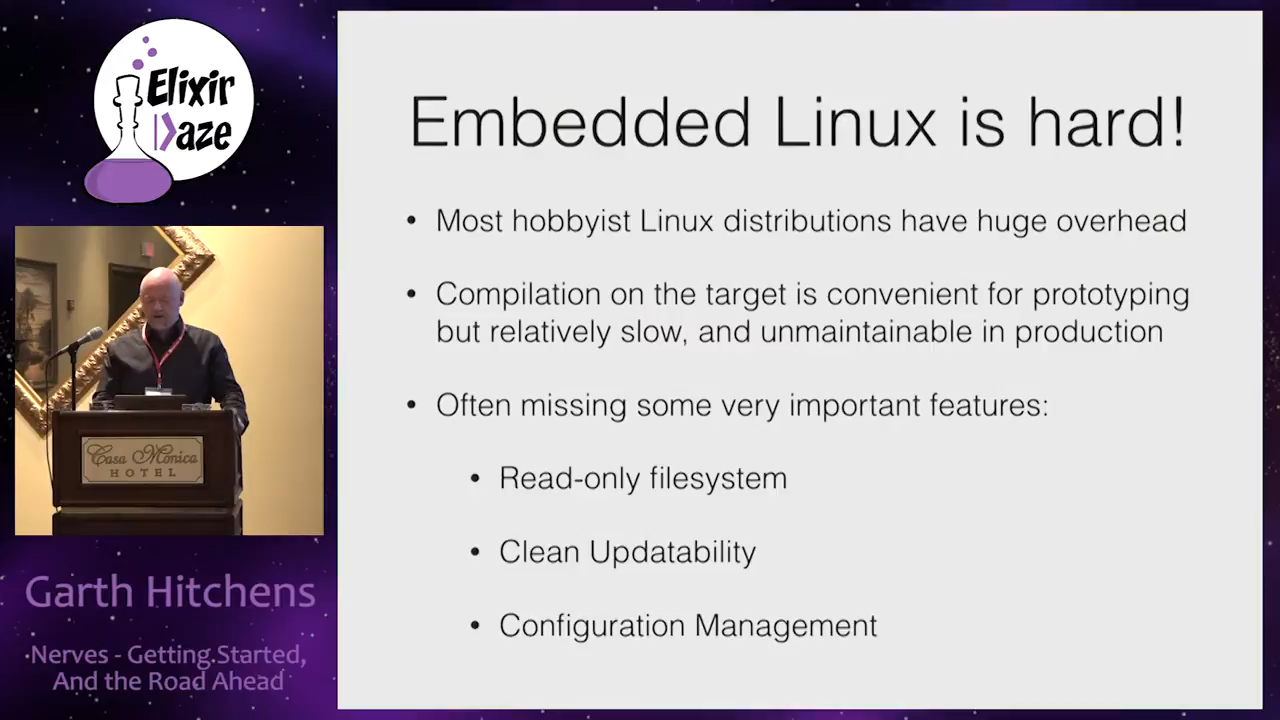 Elixir
Daze
Embedded Linux is hard!
• Most hobbyist Linux distributions have huge overhead
• Compilation on the target is convenient for prototyping
but relatively slow, and unmaintainable in production
• Often missing some very important features:
• Read-only filesystem
• Clean Updatability
• Configuration Management
Casa Monica
HOTEL
Garth Hitchens
Nerves - Getting Started,
And the Road Ahead